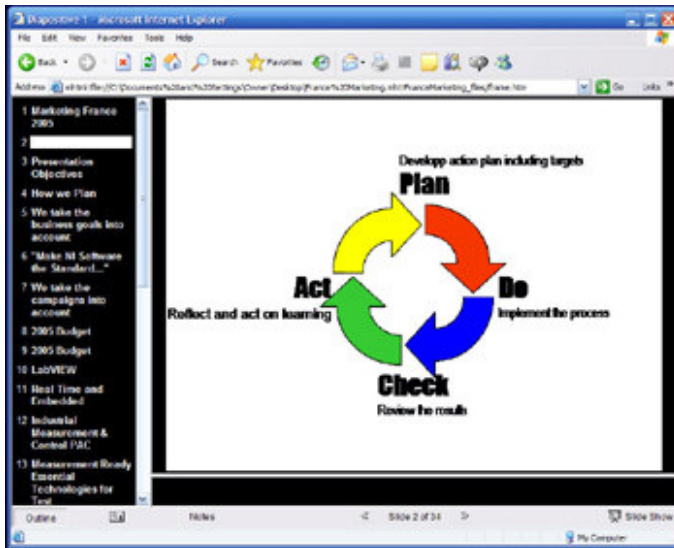 Diapositive 1 - Microsoft Internet Explorer
File Edit View Favorites Tools Help
Back Search Favorites
Address Go Links
1 Marketing France
2005
2
3 Presentation
Objectives
4 How we Plan
5 We take the
business goals into
account
6 "Make NI Software
the Standard..."
7 We take the
campaigns into
account
8 2005 Budget
9 2005 Budget
10 LabVIEW
11 Real Time and
Embedded
12 Industrial
Measurement &
Control PAC
13 Measurement Ready
Essential
Technologies for
Test
Developp action plan including targets
Plan
Act
Do
Reflect and act on learning
Implement the process
Check
Review the results
Outline Notes Slide 2 of 34 Slide Show
My Computer